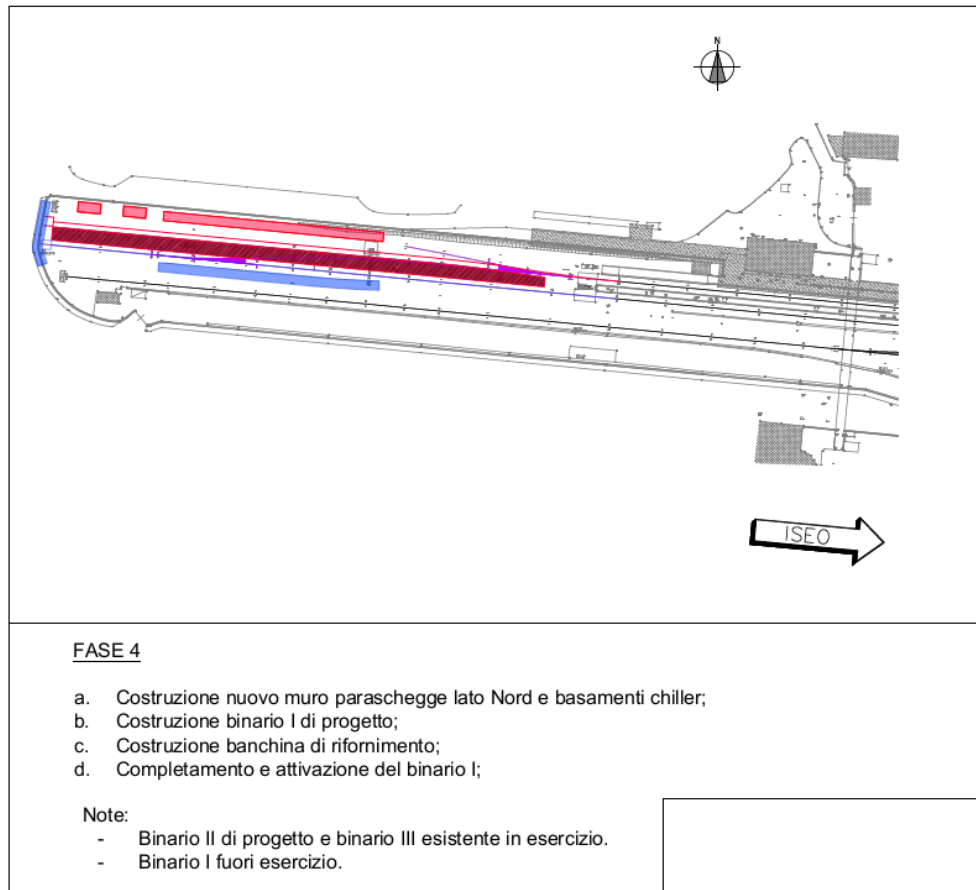 N
ISEO
FASE 4
a. Costruzione nuovo muro paraschegge lato Nord e basamenti chiller;
b. Costruzione binario I di progetto;
c. Costruzione banchina di rifornimento;
d. Completamento e attivazione del binario I;
Note:
- Binario II di progetto e binario III esistente in esercizio.
- Binario I fuori esercizio.